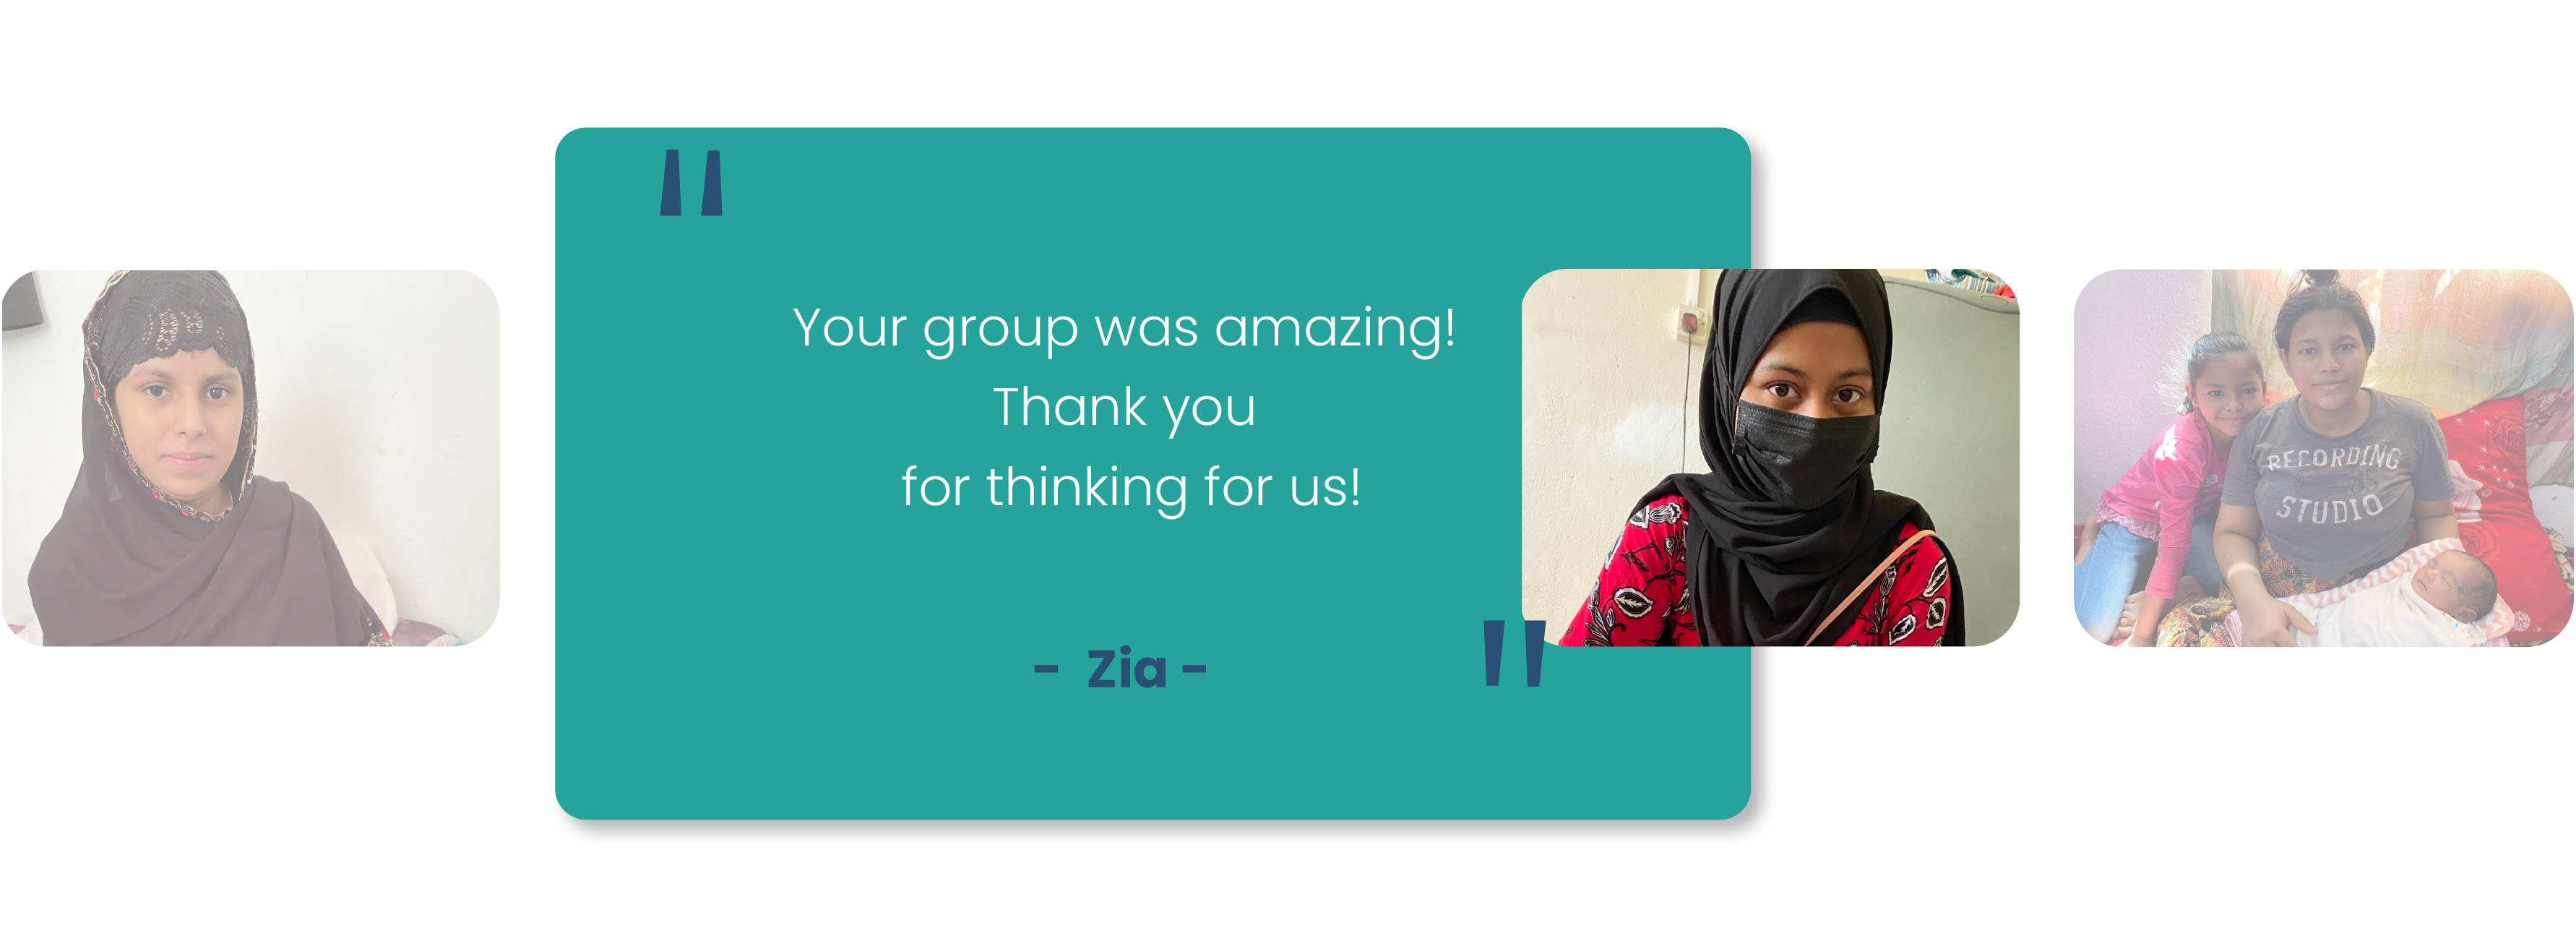 "
Your group was amazing!
Thank you
for thinking for us!
- Zia -
"
RECORDING
STUDIO